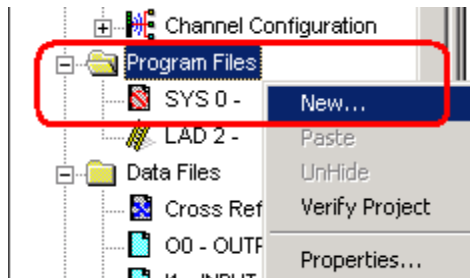 Channel Configuration
Program Files
SYS 0 -
New...
LAD 2 -
Paste
Data Files
UnHide
Cross Ref
Verify Project
O0 - OUTP
Properties...